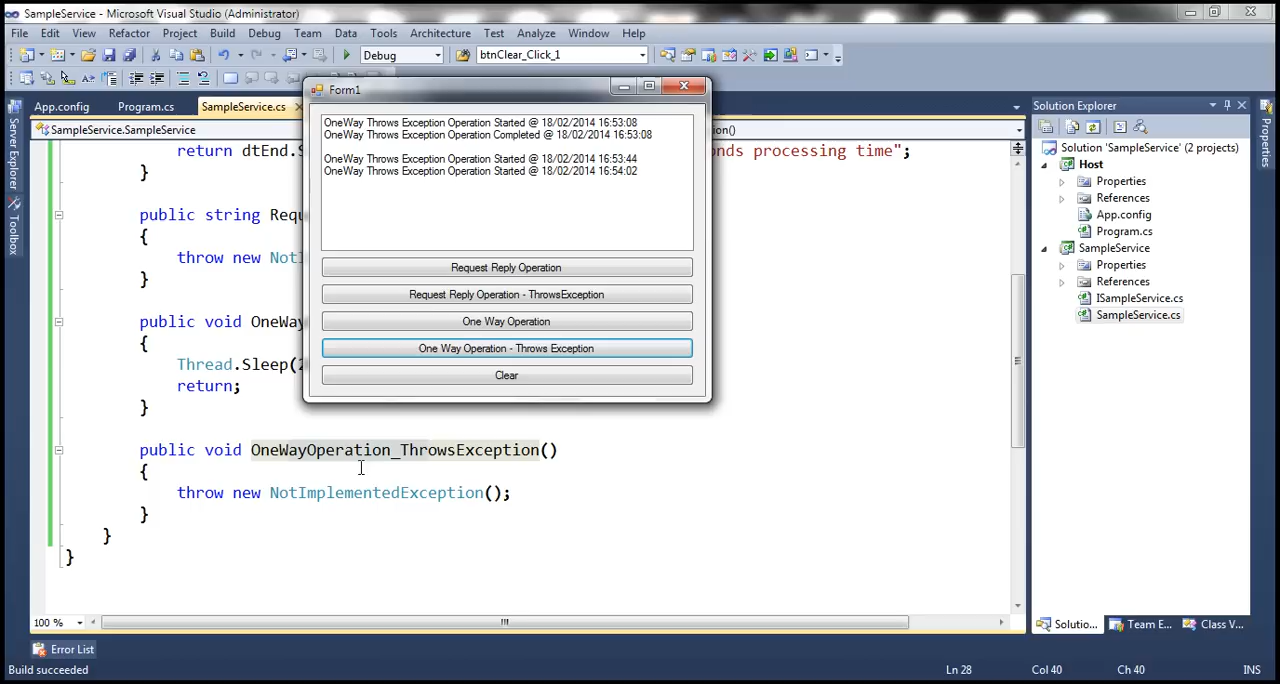 SampleService - Microsoft Visual Studio (Administrator)
File Edit View Refactor Project Build Debug Team Data Tools Architecture Test Analyze Window Help
Debug btnClear_Click_1
App.config Program.cs SampleService.cs
SampleService.SampleService
Server Explorer
Toolbox
return dtEnd.S
onds processing time";
}
public string Requ
{
throw new NotI
}
public void OneWay
{
Thread.Sleep(2
return;
}
public void OneWayOperation_ThrowsException()
{
throw new NotImplementedException();
}
}
}
Form1
OneWay Throws Exception Operation Started @ 18/02/2014 16:53:08
OneWay Throws Exception Operation Completed @ 18/02/2014 16:53:08
OneWay Throws Exception Operation Started @ 18/02/2014 16:53:44
OneWay Throws Exception Operation Started @ 18/02/2014 16:54:02
Request Reply Operation
Request Reply Operation - ThrowsException
One Way Operation
One Way Operation - Throws Exception
Clear
Solution Explorer
Solution 'SampleService' (2 projects)
Host
Properties
References
App.config
Program.cs
SampleService
Properties
References
ISampleService.cs
SampleService.cs
Solutio... Team E... Class V...
Properties
100 %
Error List
Build succeeded Ln 28 Col 40 Ch 40 INS